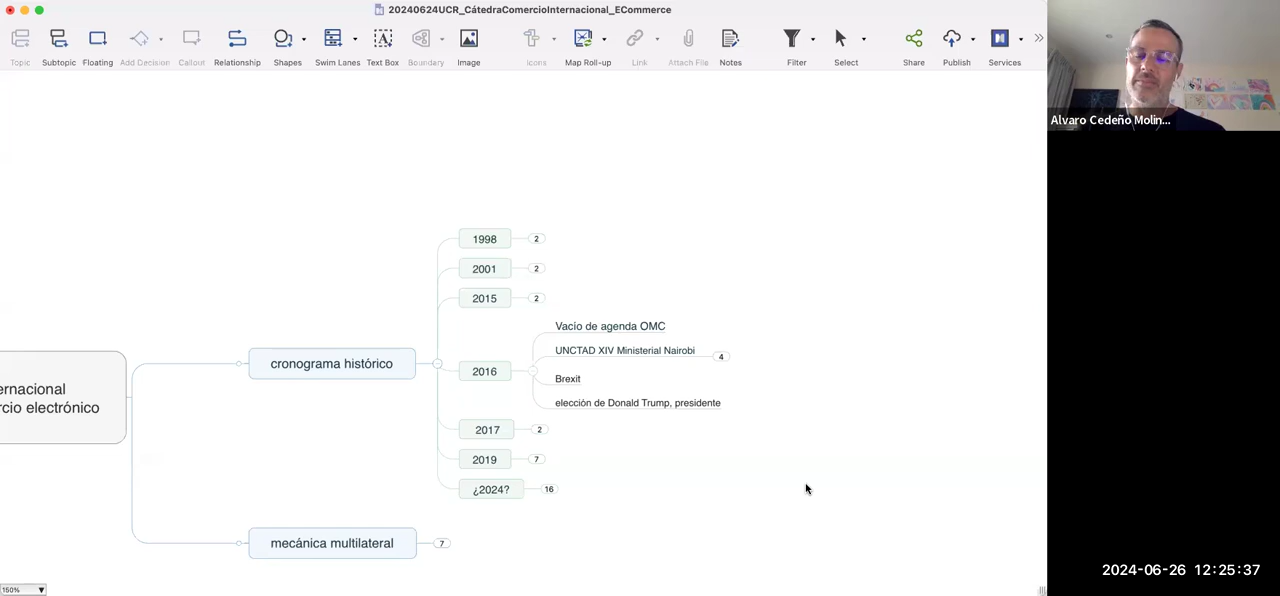 20240624UCR_CátedraComercioInternacional_ECommerce
Topic
Subtopic
Floating
Add Decision
Callout
Relationship
Shapes
Swim Lanes
Text Box
Boundary
Image
Icons
Map Roll-up
Link
Attach File
Notes
Filter
Select
Share
Publish
Services
Alvaro Cedeño Molin...
1998
2
2001
2
2015
2
Vacio de agenda OMC
UNCTAD XIV Ministerial Nairobi
4
cronograma histórico
2016
Brexit
elección de Donald Trump, presidente
ernacional
rcio electrónico
2017
2
2019
7
¿2024?
16
mecánica multilateral
7
2024-06-26 12:25:37
150%